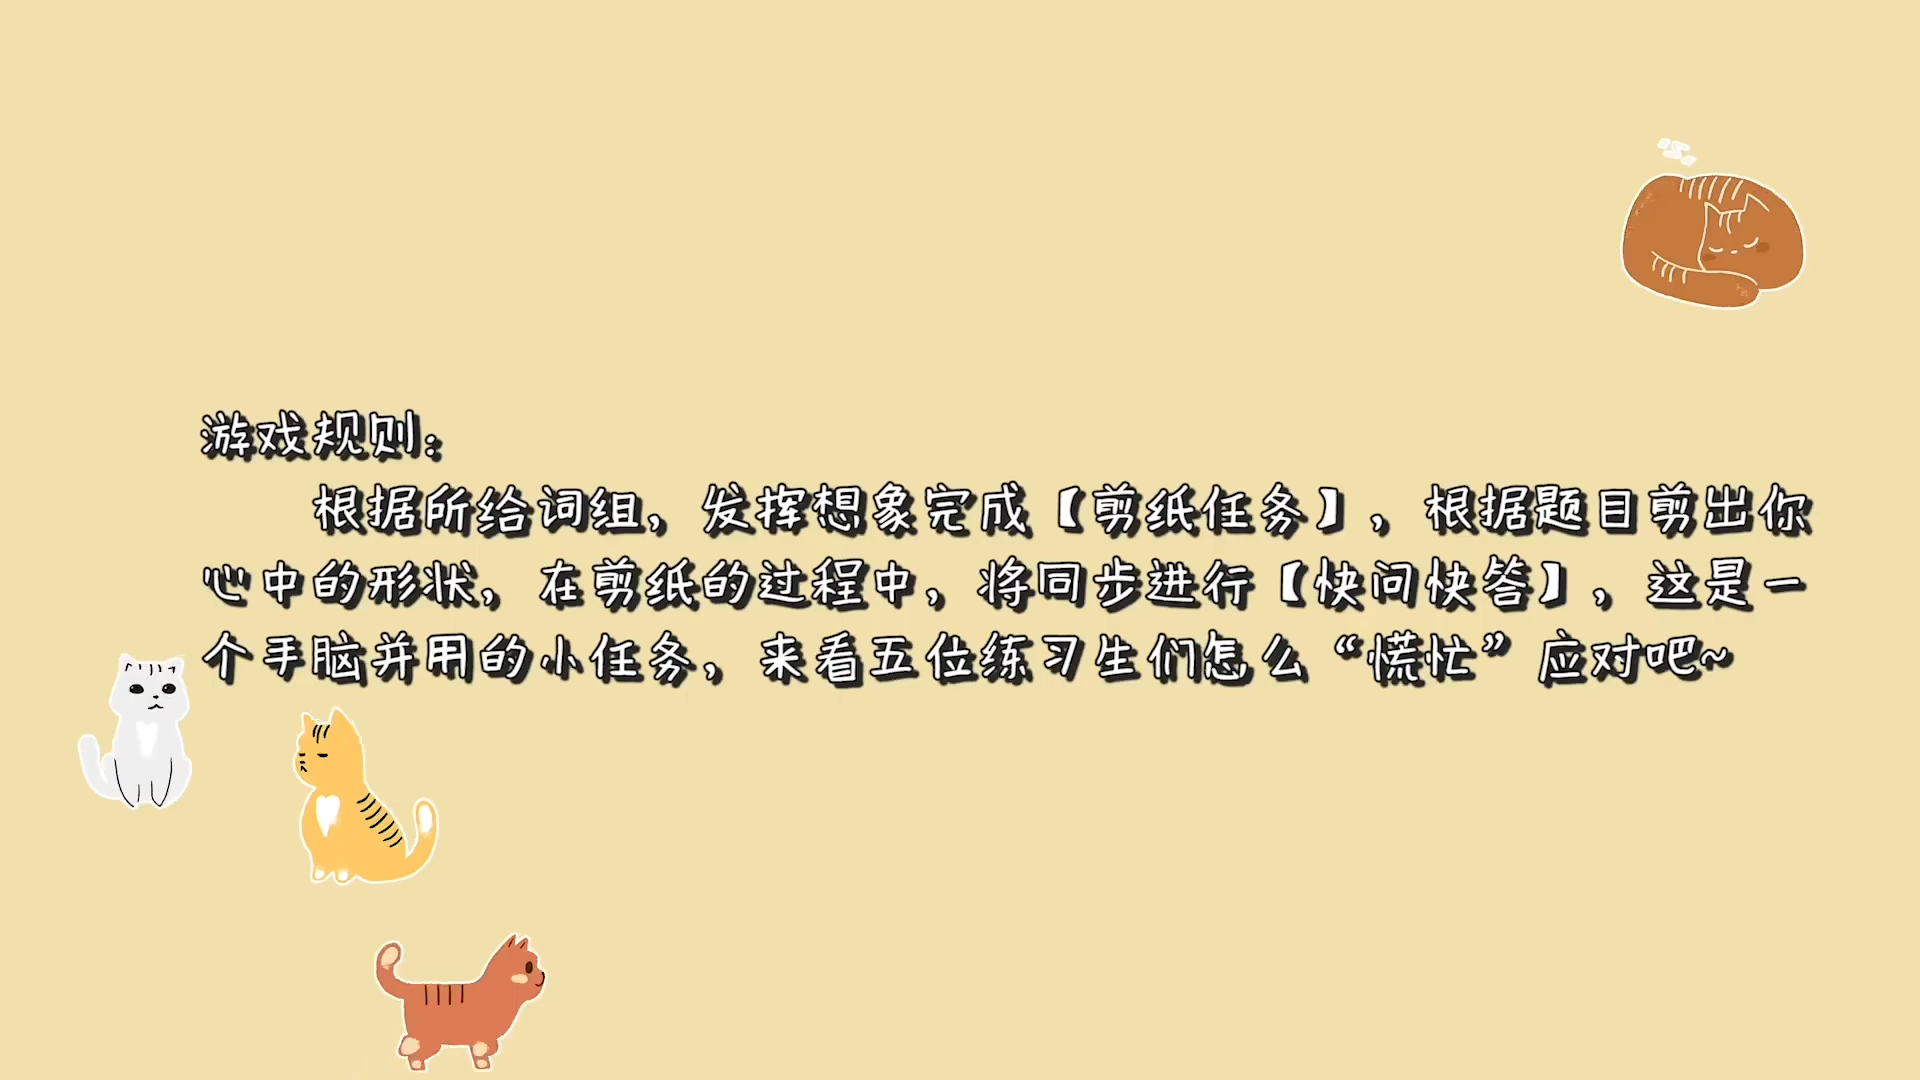 游戏规则：
根据所给词组，发挥想象完成【剪纸任务】，根据题目剪出你
心中的形状，在剪纸的过程中，将同步进行【快问快答】，这是一
个手脑并用的小任务，来看五位练习生们怎么“慌忙”应对吧~